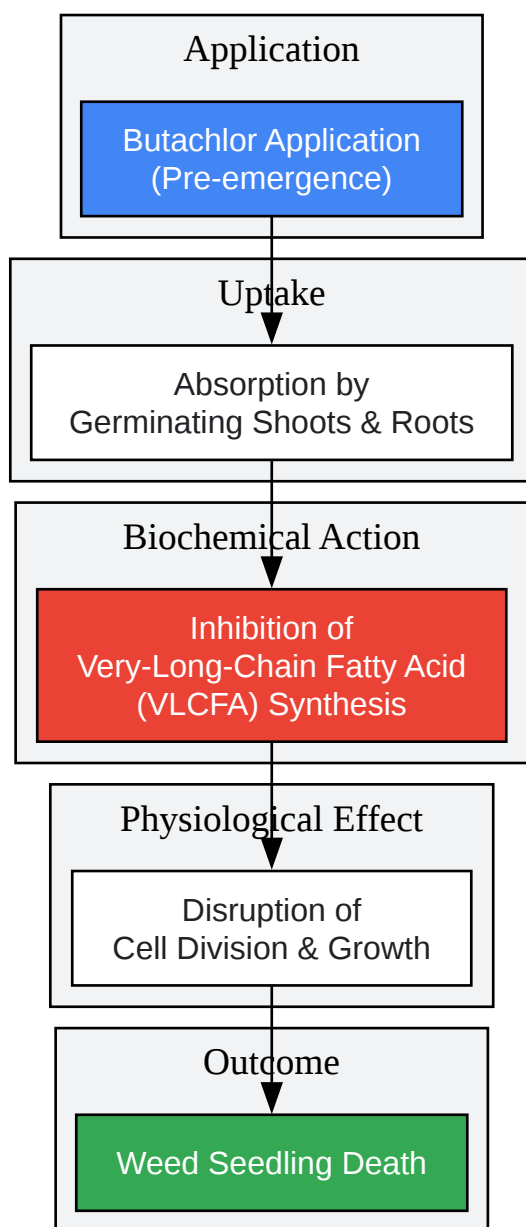 Application
Butachlor Application
(Pre-emergence)
Uptake
Absorption by
Germinating Shoots & Roots
Biochemical Action
Inhibition of
Very-Long-Chain Fatty Acid
(VLCFA) Synthesis
Physiological Effect
Disruption of
Cell Division & Growth
Outcome
Weed Seedling Death